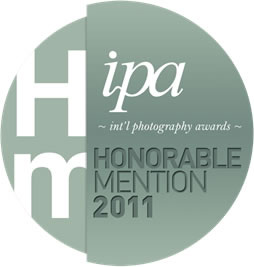 H
m
ipa
~ int'l photography awards ~
HONORABLE
MENTION
2011